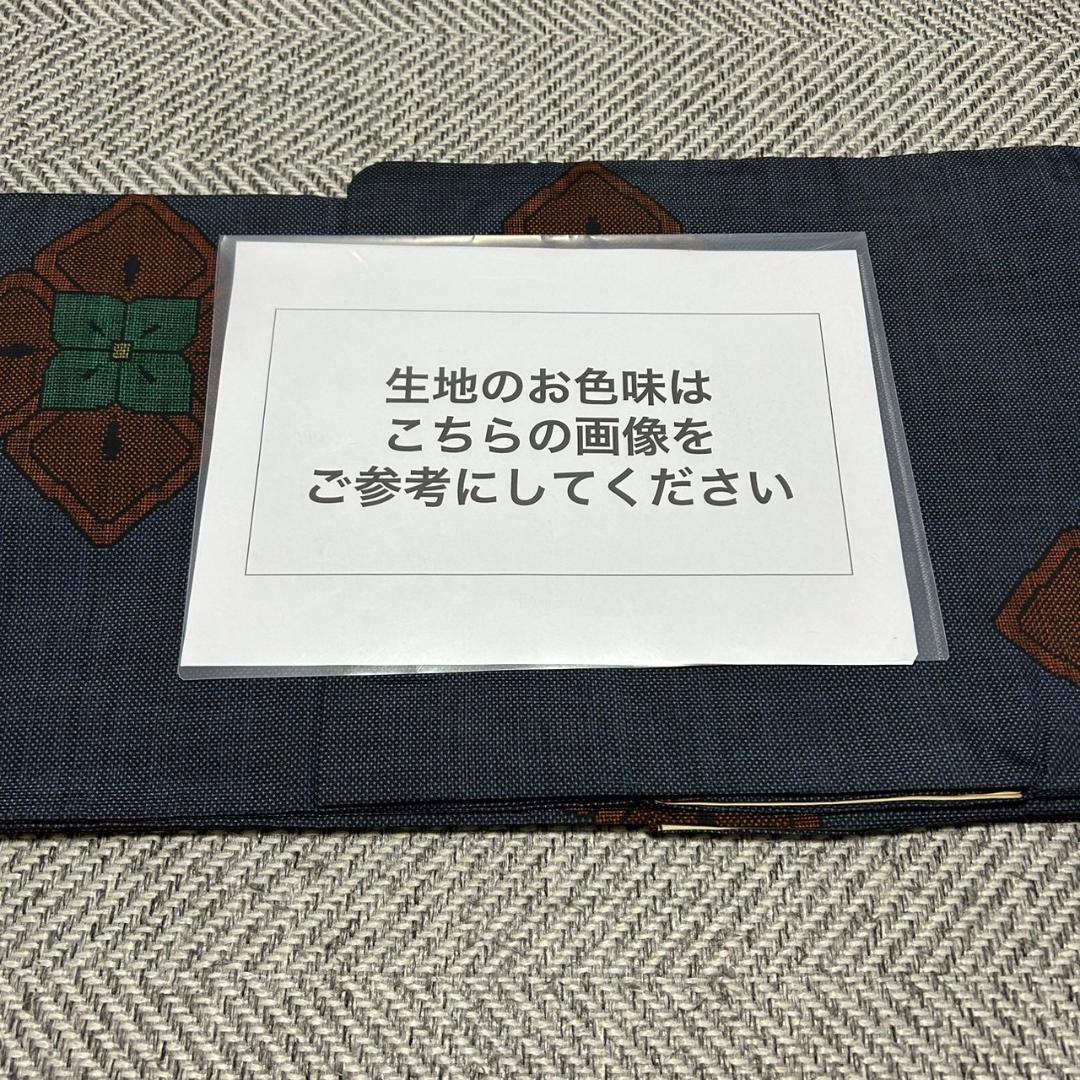 生地のお色味は
こちらの画像を
ご参考にしてください